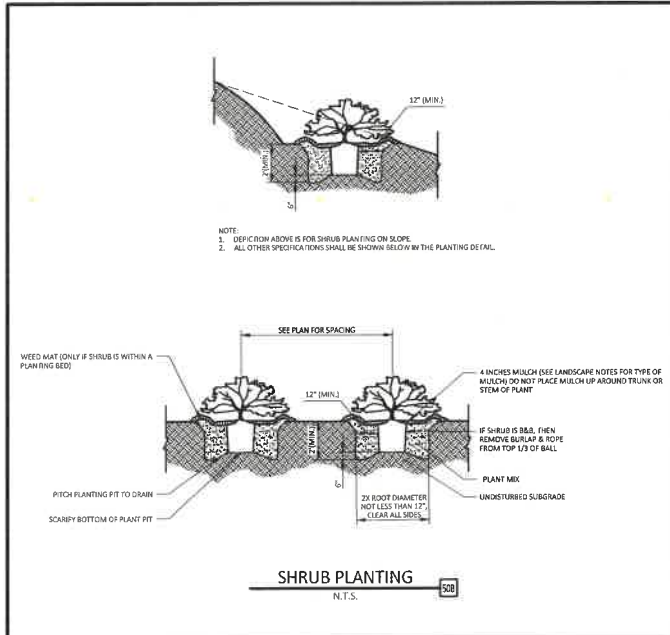 12" (MIN.)
2'(MIN.)
6"
NOTE:
1. DEPICTION ABOVE IS FOR SHRUB PLANTING ON SLOPE.
2. ALL OTHER SPECIFICATIONS SHALL BE SHOWN BELOW IN THE PLANTING DETAIL.
SEE PLAN FOR SPACING
WEED MAT (ONLY IF SHRUB IS WITHIN A
PLANTING BED)
12" (MIN.)
4 INCHES MULCH (SEE LANDSCAPE NOTES FOR TYPE OF
MULCH) DO NOT PLACE MULCH UP AROUND TRUNK OR
STEM OF PLANT
2'(MIN.)
6"
IF SHRUB IS B&B, THEN
REMOVE BURLAP & ROPE
FROM TOP 1/3 OF BALL
PLANT MIX
UNDISTURBED SUBGRADE
PITCH PLANTING PIT TO DRAIN
SCARIFY BOTTOM OF PLANT PIT
2X ROOT DIAMETER
NOT LESS THAN 12",
CLEAR ALL SIDES
SHRUB PLANTING
N.T.S.
50B